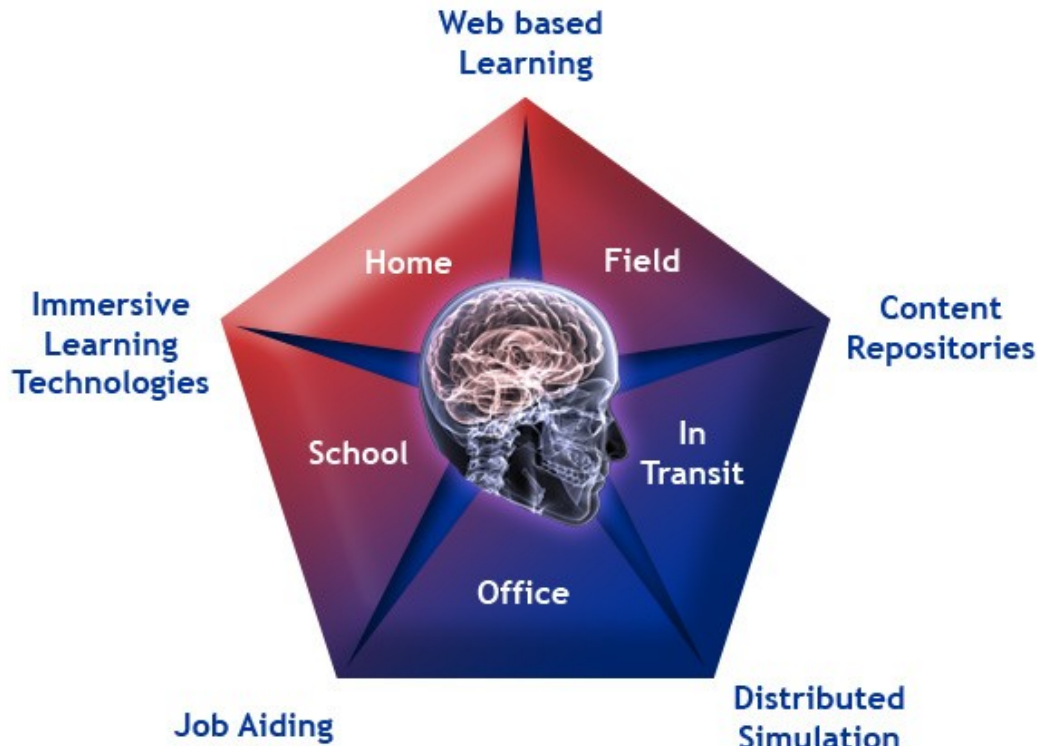 Web based
Learning
Home
Field
Immersive
Learning
Technologies
Content
Repositories
School
In
Transit
Office
Job Aiding
Distributed
Simulation